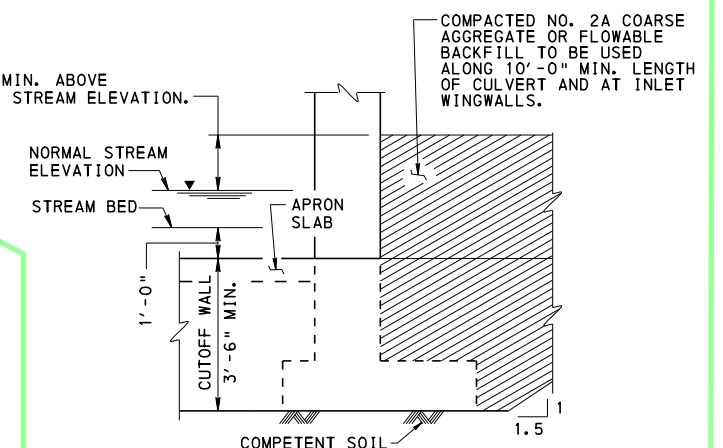 COMPACTED NO. 2A COARSE
AGGREGATE OR FLOWABLE
BACKFILL TO BE USED
ALONG 10'-0" MIN. LENGTH
OF CULVERT AND AT INLET
WINGWALLS.
MIN. ABOVE
STREAM ELEVATION.
NORMAL STREAM
ELEVATION
STREAM BED
APRON
SLAB
1'-0"
CUTOFF WALL
3'-6" MIN.
1
1.5
COMPETENT SOIL